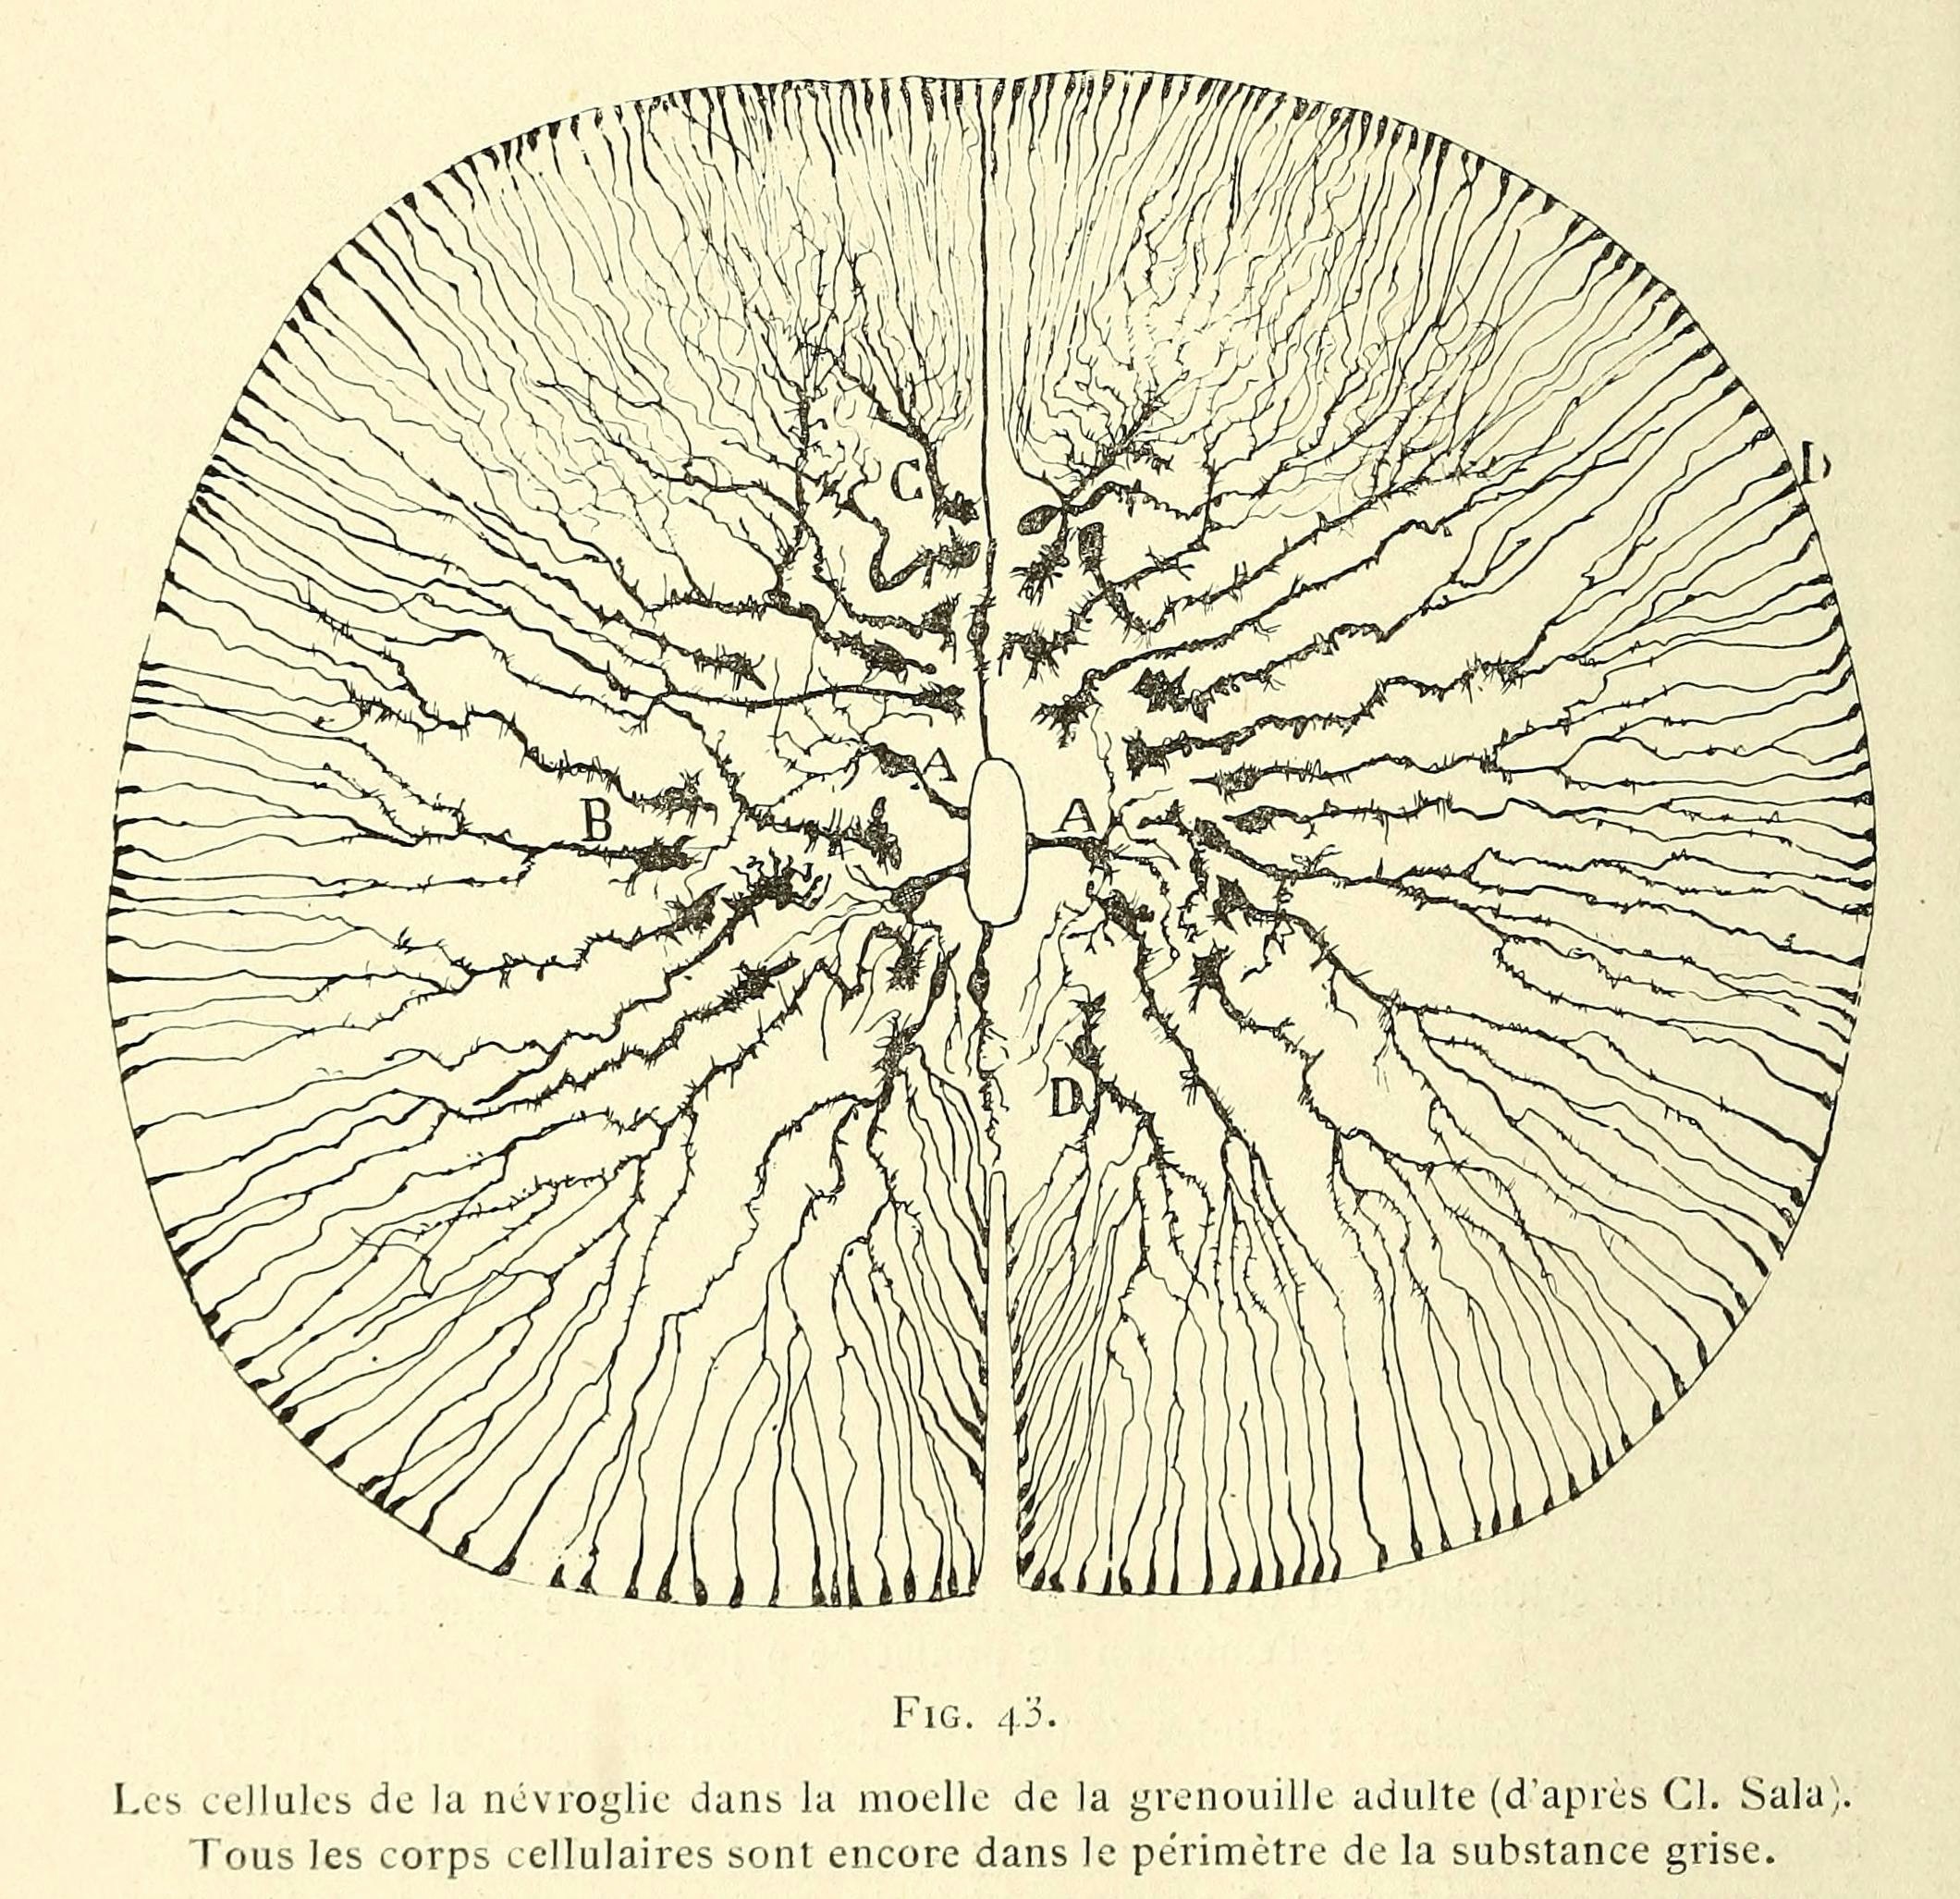 D
C
A
B
A
D
Fig. 43.
Les cellules de la névroglie dans la moelle de la grenouille adulte (d'après Cl. Sala).
Tous les corps cellulaires sont encore dans le périmètre de la substance grise.